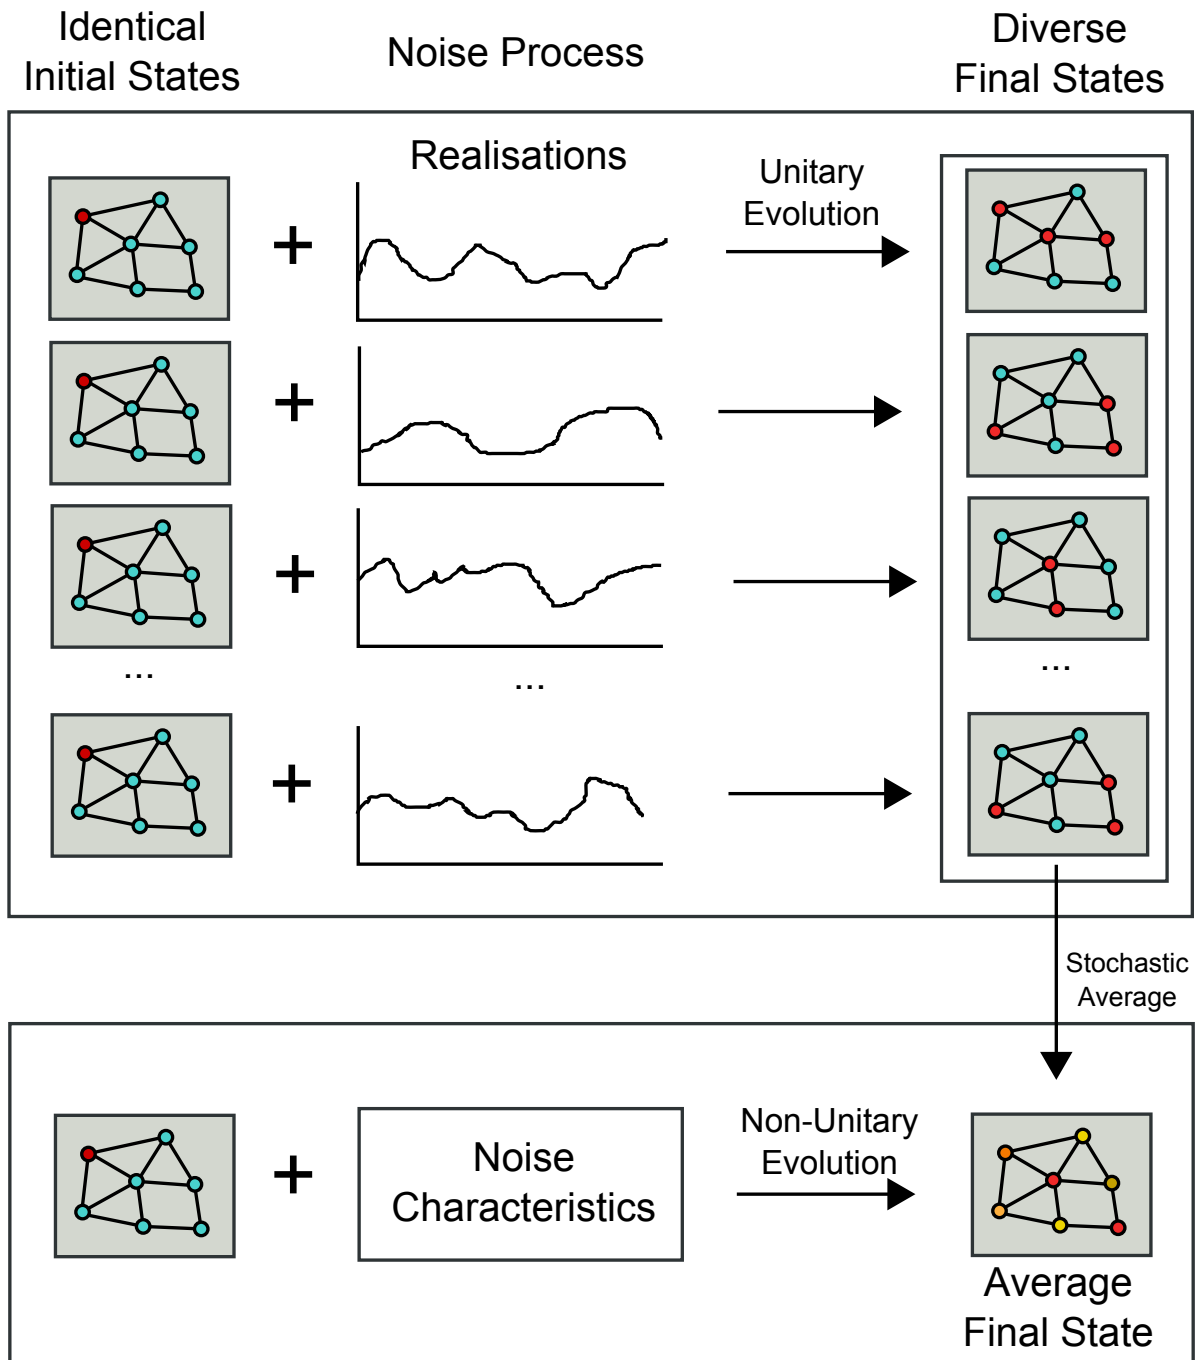 Identical
Initial States
Noise Process
Diverse
Final States
Realisations
Unitary
Evolution
...
...
...
Stochastic
Average
Noise
Characteristics
Non-Unitary
Evolution
Average
Final State